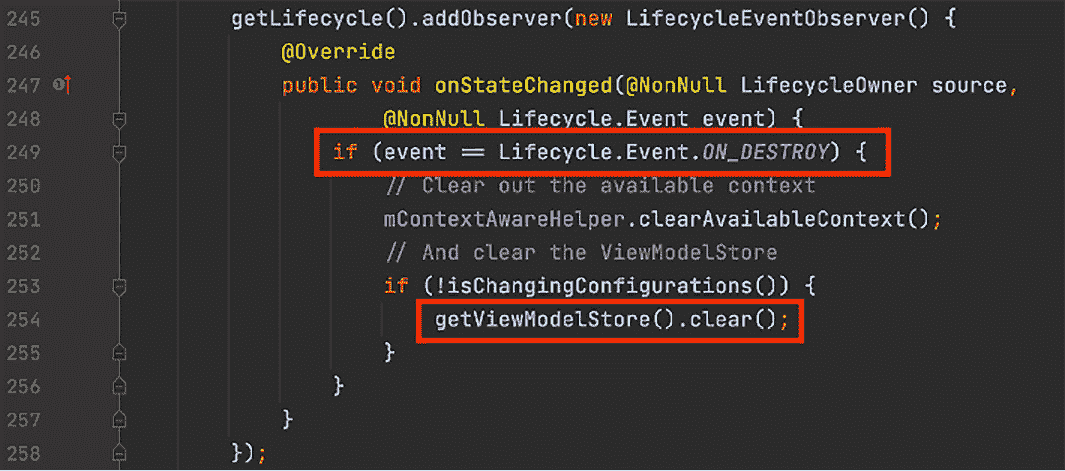 245 getLifecycle().addObserver(new LifecycleEventObserver() {
246 @Override
247 public void onStateChanged(@NonNull LifecycleOwner source,
248 @NonNull Lifecycle.Event event) {
249 if (event == Lifecycle.Event.ON_DESTROY) {
250 // Clear out the available context
251 mContextAwareHelper.clearAvailableContext();
252 // And clear the ViewModelStore
253 if (!isChangingConfigurations()) {
254 getViewModelStore().clear();
255 }
256 }
257 }
258 });